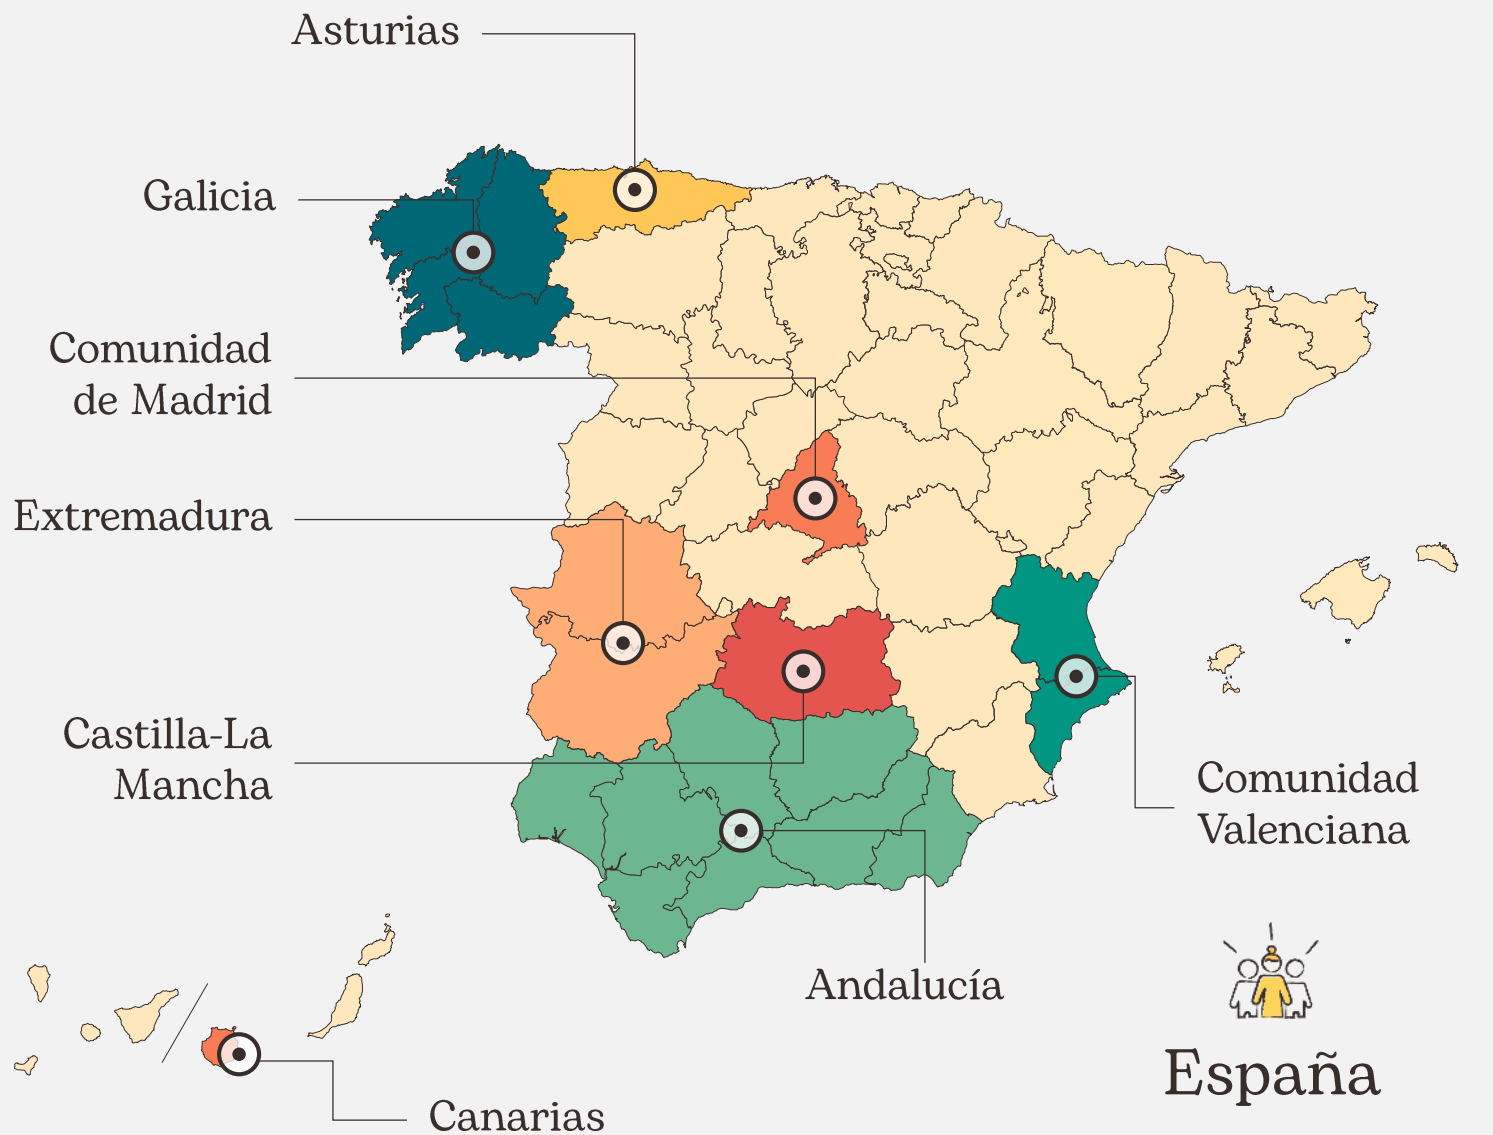 Asturias
Galicia
Comunidad
de Madrid
Extremadura
Castilla-La
Mancha
Comunidad
Valenciana
Andalucía
España
Canarias